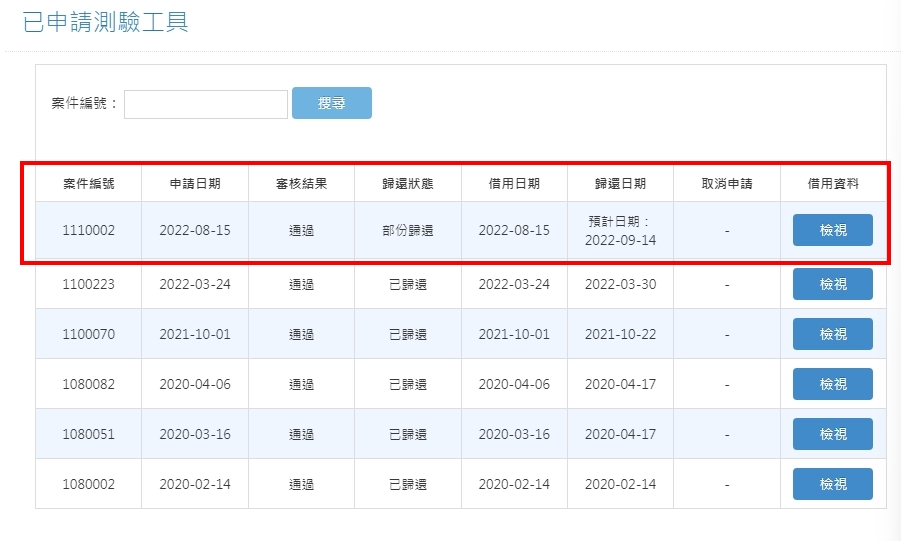 已申請測驗工具
案件編號： 搜尋
案件編號 申請日期 審核結果 歸還狀態 借用日期 歸還日期 取消申請 借用資料
1110002 2022-08-15 通過 部份歸還 2022-08-15 預計日期： 2022-09-14 - 檢視
1100223 2022-03-24 通過 已歸還 2022-03-24 2022-03-30 - 檢視
1100070 2021-10-01 通過 已歸還 2021-10-01 2021-10-22 - 檢視
1080082 2020-04-06 通過 已歸還 2020-04-06 2020-04-17 - 檢視
1080051 2020-03-16 通過 已歸還 2020-03-16 2020-04-17 - 檢視
1080002 2020-02-14 通過 已歸還 2020-02-14 2020-02-14 - 檢視